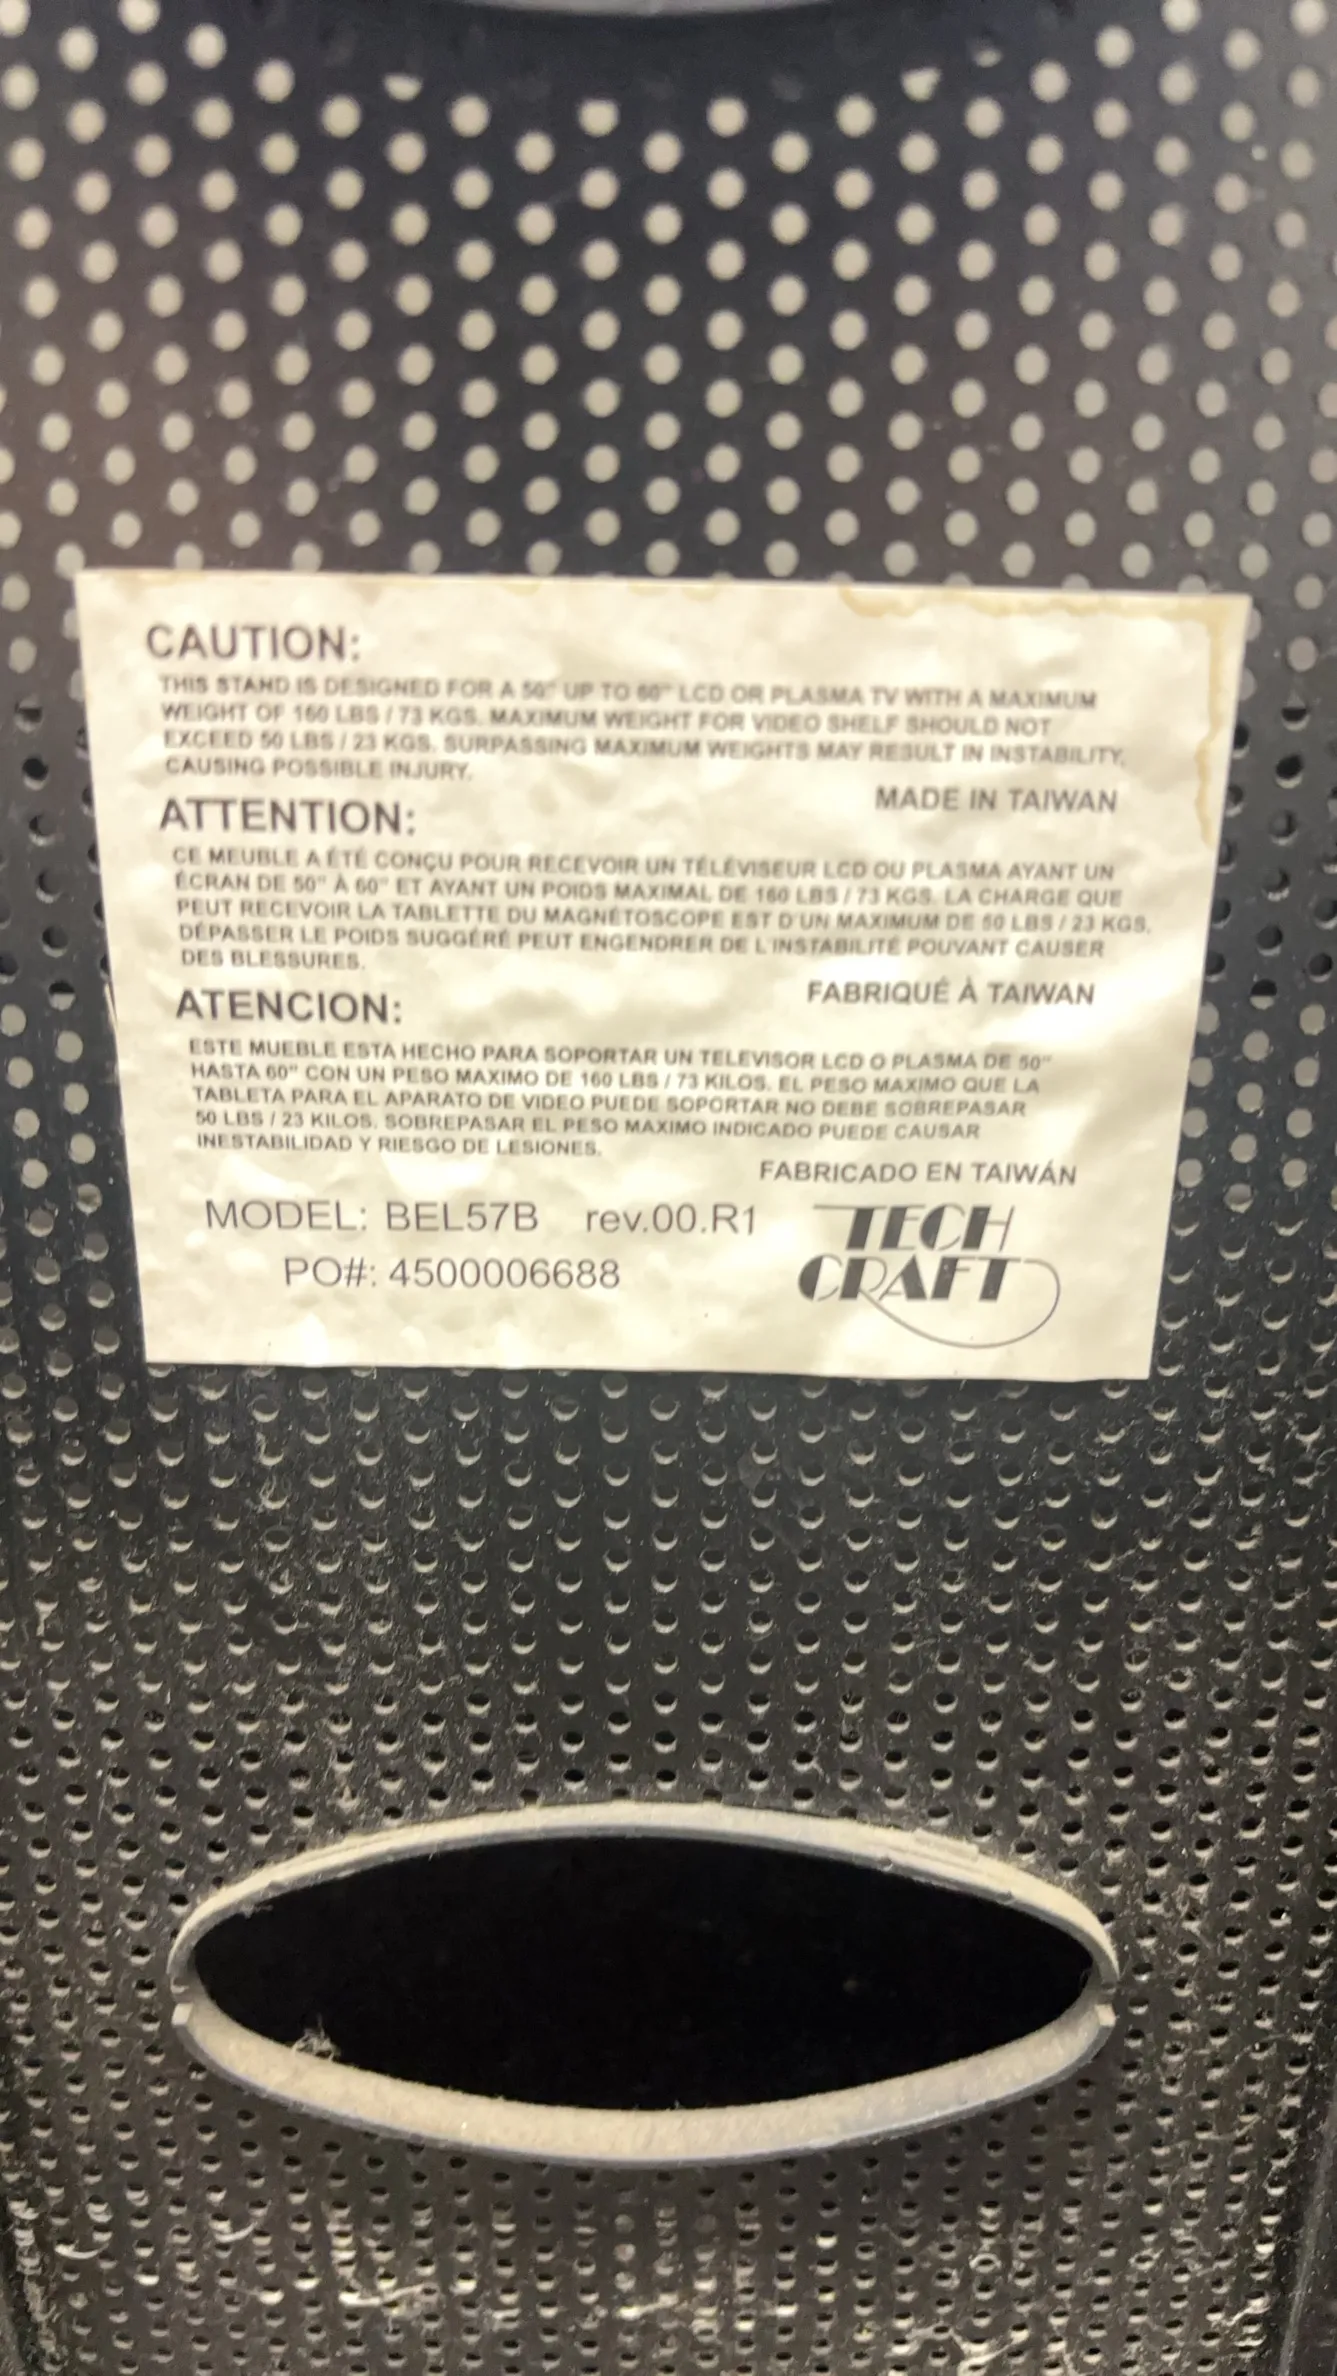 CAUTION:
THIS STAND IS DESIGNED FOR A 50" UP TO 60" LCD OR PLASMA TV WITH A MAXIMUM
WEIGHT OF 160 LBS / 73 KGS. MAXIMUM WEIGHT FOR VIDEO SHELF SHOULD NOT
EXCEED 50 LBS / 23 KGS. SURPASSING MAXIMUM WEIGHTS MAY RESULT IN INSTABILITY,
CAUSING POSSIBLE INJURY.
MADE IN TAIWAN
ATTENTION:
CE MEUBLE A ÉTÉ CONÇU POUR RECEVOIR UN TÉLÉVISEUR LCD OU PLASMA AYANT UN
ÉCRAN DE 50" À 60" ET AYANT UN POIDS MAXIMAL DE 160 LBS / 73 KGS. LA CHARGE QUE
PEUT RECEVOIR LA TABLETTE DU MAGNÉTOSCOPE EST D'UN MAXIMUM DE 50 LBS / 23 KGS.
DÉPASSER LE POIDS SUGGÉRÉ PEUT ENGENDRER DE L'INSTABILITÉ POUVANT CAUSER
DES BLESSURES.
FABRIQUÉ À TAIWAN
ATENCION:
ESTE MUEBLE ESTA HECHO PARA SOPORTAR UN TELEVISOR LCD O PLASMA DE 50"
HASTA 60" CON UN PESO MAXIMO DE 160 LBS / 73 KILOS. EL PESO MAXIMO QUE LA
TABLETA PARA EL APARATO DE VIDEO PUEDE SOPORTAR NO DEBE SOBREPASAR
50 LBS / 23 KILOS. SOBREPASAR EL PESO MAXIMO INDICADO PUEDE CAUSAR
INESTABILIDAD Y RIESGO DE LESIONES.
FABRICADO EN TAIWÁN
MODEL: BEL57B rev.00.R1
PO#: 4500006688
TECH
CRAFT